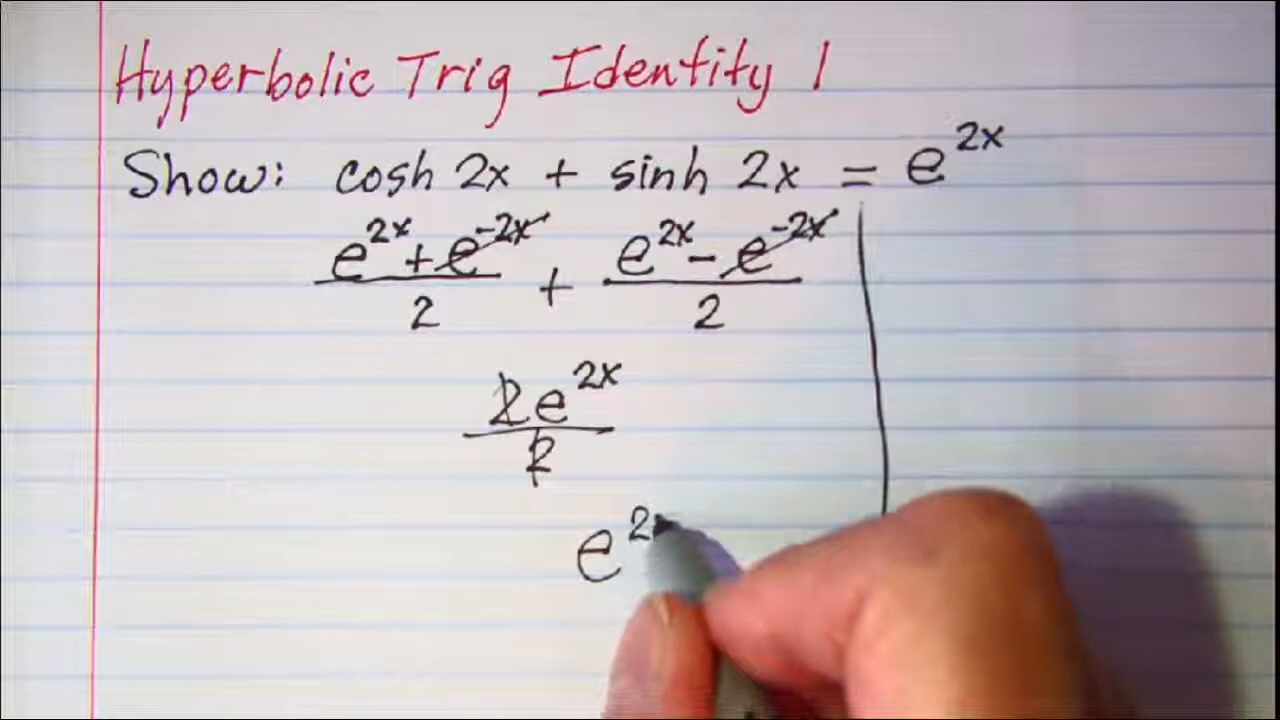 Hyperbolic Trig Identity 1
Show: cosh 2x + sinh 2x = e^2x
(e^2x + e^-2x)/2 + (e^2x - e^-2x)/2
2e^2x/2
e^2